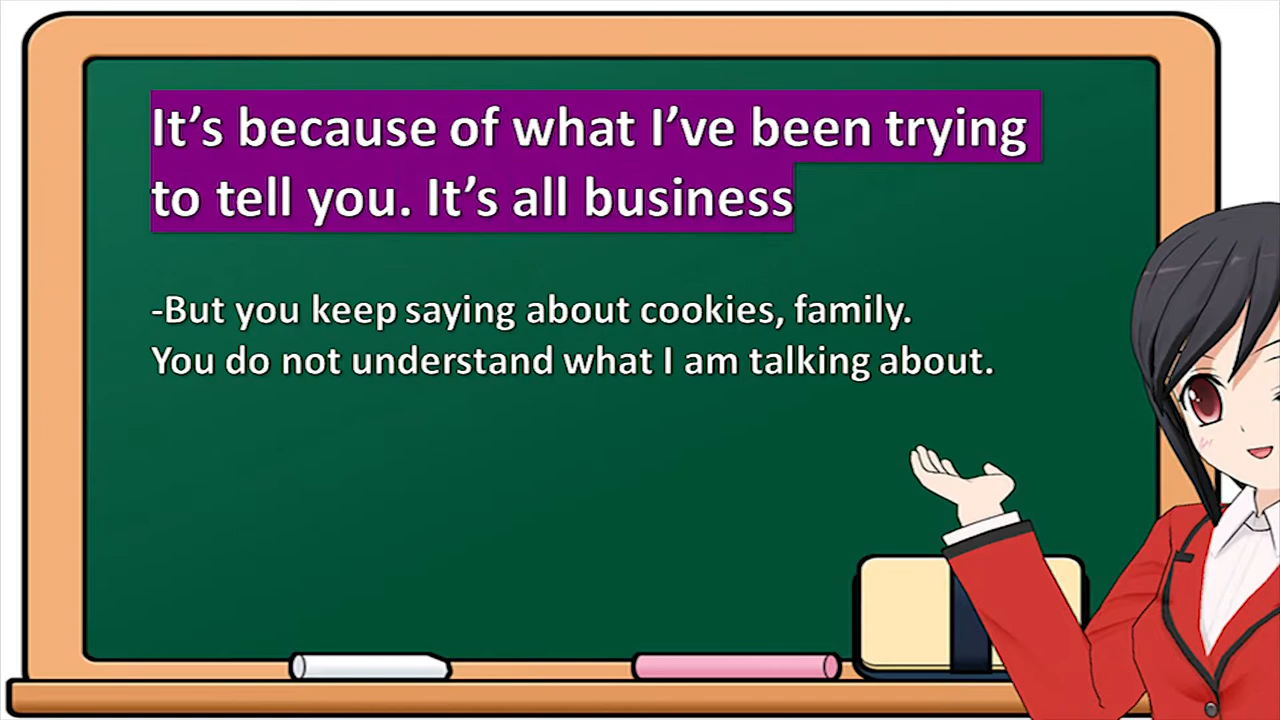 It’s because of what I’ve been trying
to tell you. It’s all business
-But you keep saying about cookies, family.
You do not understand what I am talking about.